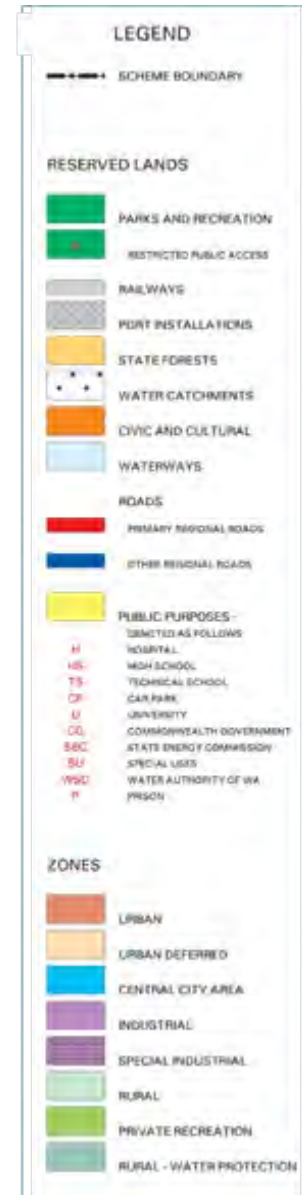 LEGEND
SCHEME BOUNDARY
RESERVED LANDS
PARKS AND RECREATION
R
RESTRICTED PUBLIC ACCESS
RAILWAYS
PORT INSTALLATIONS
STATE FORESTS
WATER CATCHMENTS
CIVIC AND CULTURAL
WATERWAYS
ROADS
PRIMARY REGIONAL ROADS
OTHER REGIONAL ROADS
PUBLIC PURPOSES -
DENOTED AS FOLLOWS
H HOSPITAL
HS HIGH SCHOOL
TS TECHNICAL SCHOOL
CP CAR PARK
U UNIVERSITY
CG COMMONWEALTH GOVERNMENT
SEC STATE ENERGY COMMISSION
SU SPECIAL USES
WSD WATER AUTHORITY OF WA
P PRISON
ZONES
URBAN
URBAN DEFERRED
CENTRAL CITY AREA
INDUSTRIAL
SPECIAL INDUSTRIAL
RURAL
PRIVATE RECREATION
RURAL - WATER PROTECTION